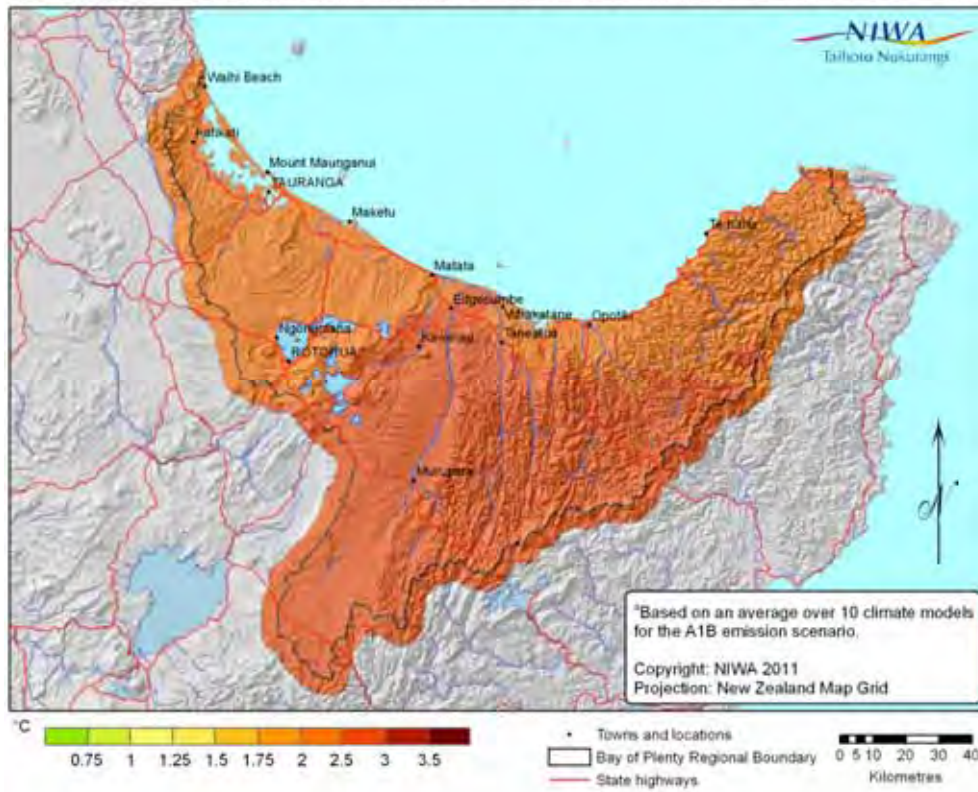 NIWA
Taihoro Nukurangi
Waihi Beach
Katikati
Mount Maunganui
TAURANGA
Maketu
Te Kaha
Matata
Edgecumbe
Whakatane
Opotiki
Ngongotaha
Kawerau
Taneatua
ROTORUA
Murupara
N
ªBased on an average over 10 climate models
for the A1B emission scenario.
Copyright: NIWA 2011
Projection: New Zealand Map Grid
°C
0.75 1 1.25 1.5 2 2.5 3 3.5
Towns and locations
Bay of Plenty Regional Boundary
State highways
0 5 10 20 30 40
Kilometres